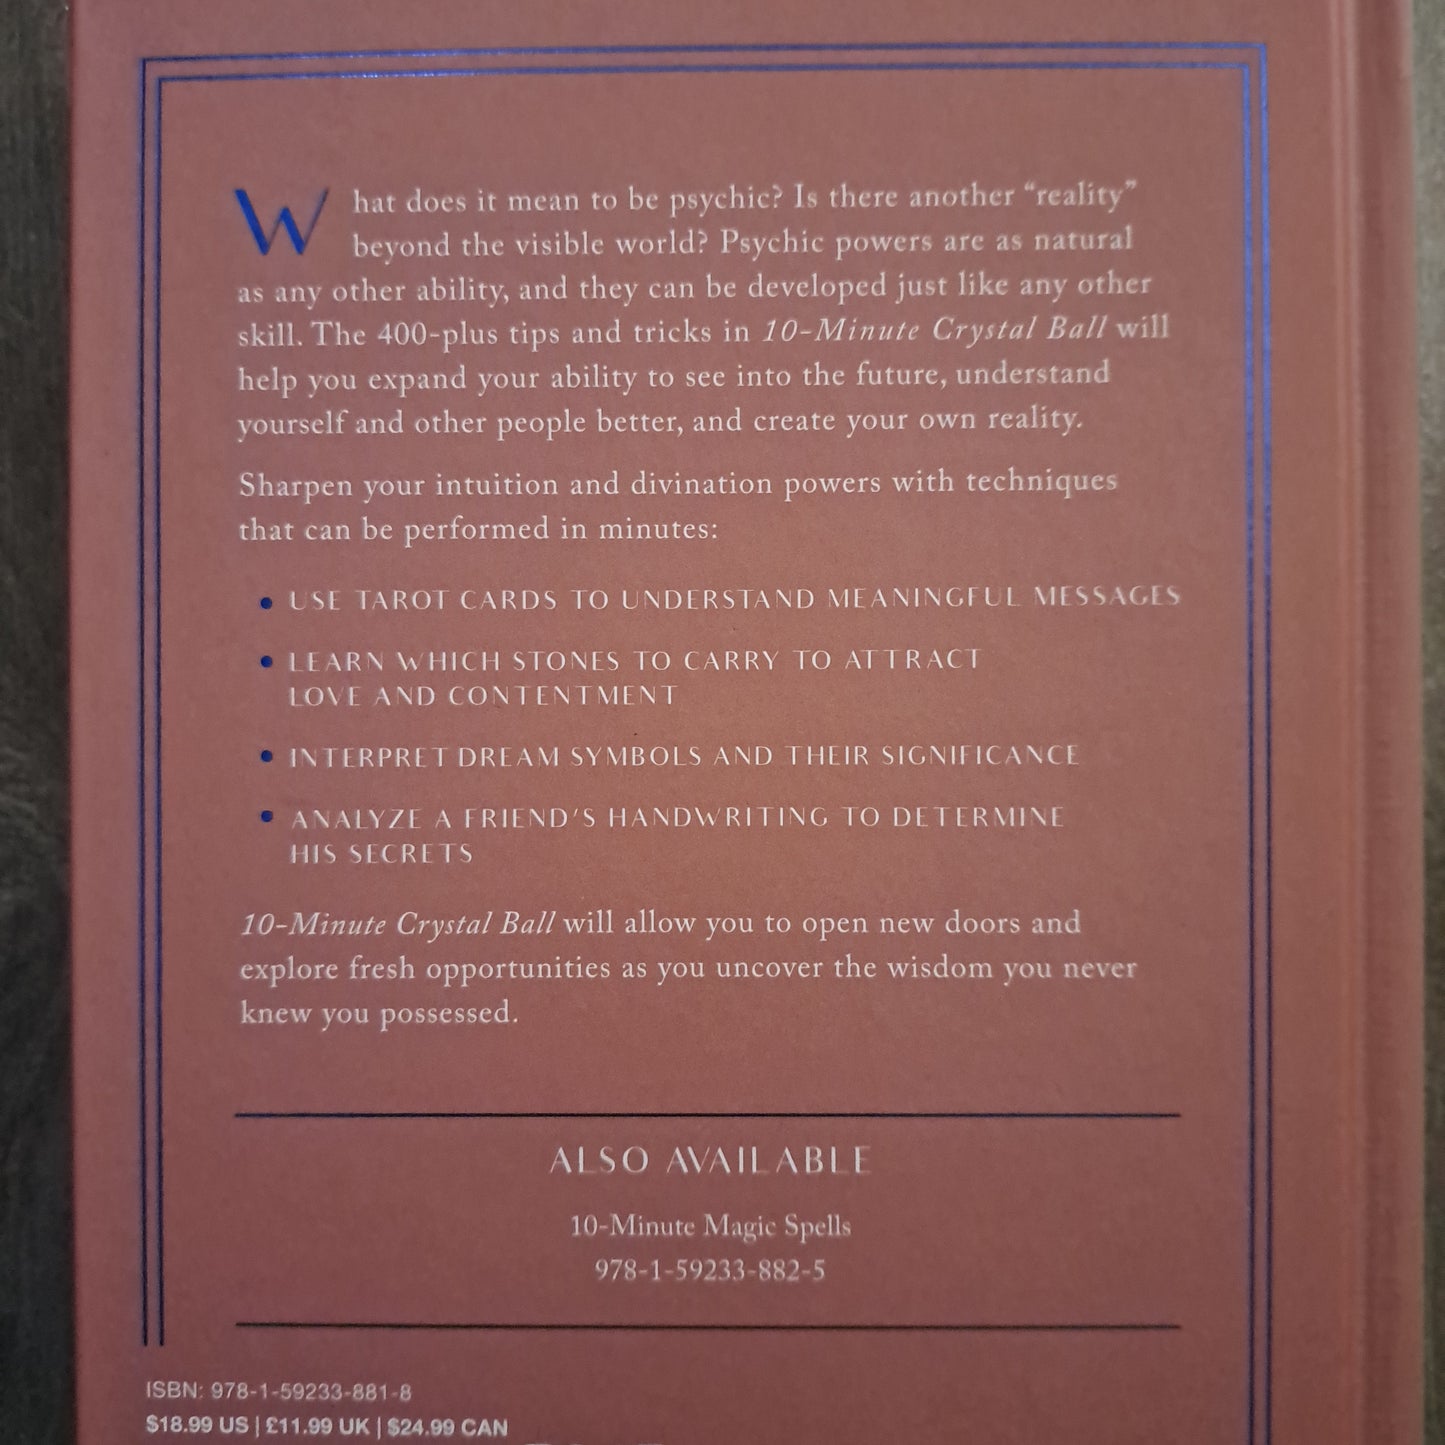 What does it mean to be psychic? Is there another “reality”
beyond the visible world? Psychic powers are as natural
as any other ability, and they can be developed just like any other
skill. The 400-plus tips and tricks in 10-Minute Crystal Ball will
help you expand your ability to see into the future, understand
yourself and other people better, and create your own reality.
Sharpen your intuition and divination powers with techniques
that can be performed in minutes:
• USE TAROT CARDS TO UNDERSTAND MEANINGFUL MESSAGES
• LEARN WHICH STONES TO CARRY TO ATTRACT
LOVE AND CONTENTMENT
• INTERPRET DREAM SYMBOLS AND THEIR SIGNIFICANCE
• ANALYZE A FRIEND’S HANDWRITING TO DETERMINE
HIS SECRETS
10-Minute Crystal Ball will allow you to open new doors and
explore fresh opportunities as you uncover the wisdom you never
knew you possessed.
ALSO AVAILABLE
10-Minute Magic Spells
978-1-59233-882-5
ISBN: 978-1-59233-881-8
$18.99 US | £11.99 UK | $24.99 CAN